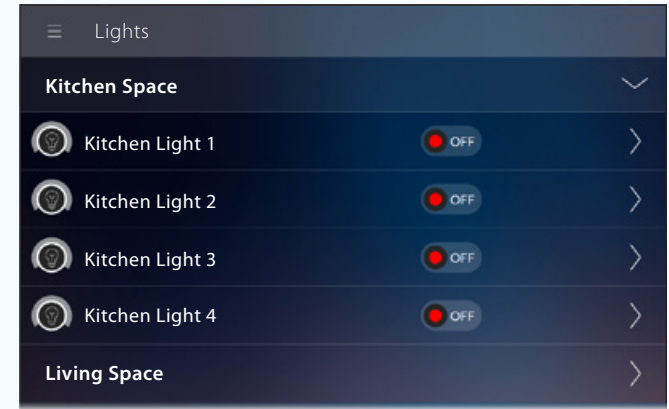 Lights
Kitchen Space
Kitchen Light 1 OFF
Kitchen Light 2 OFF
Kitchen Light 3 OFF
Kitchen Light 4 OFF
Living Space